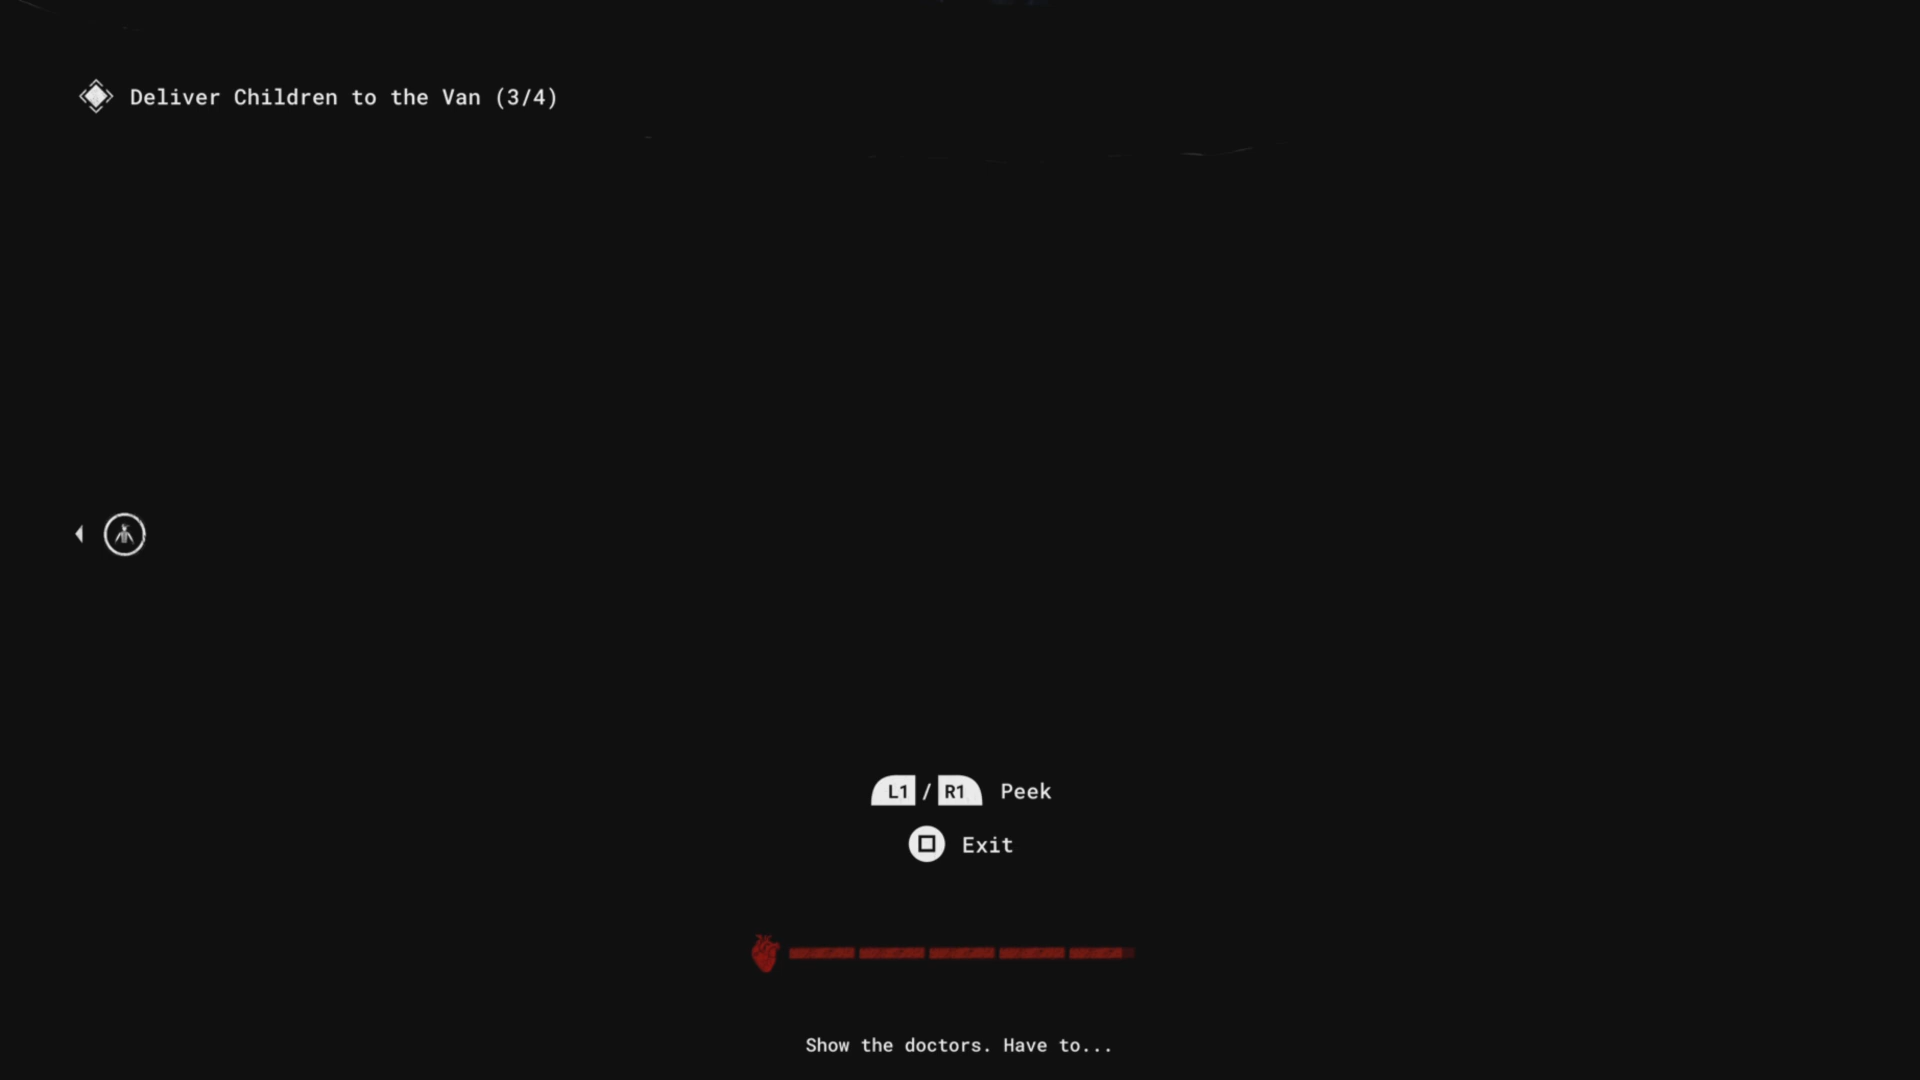 Deliver Children to the Van (3/4)
L1 / R1 Peek
Exit
Show the doctors. Have to...